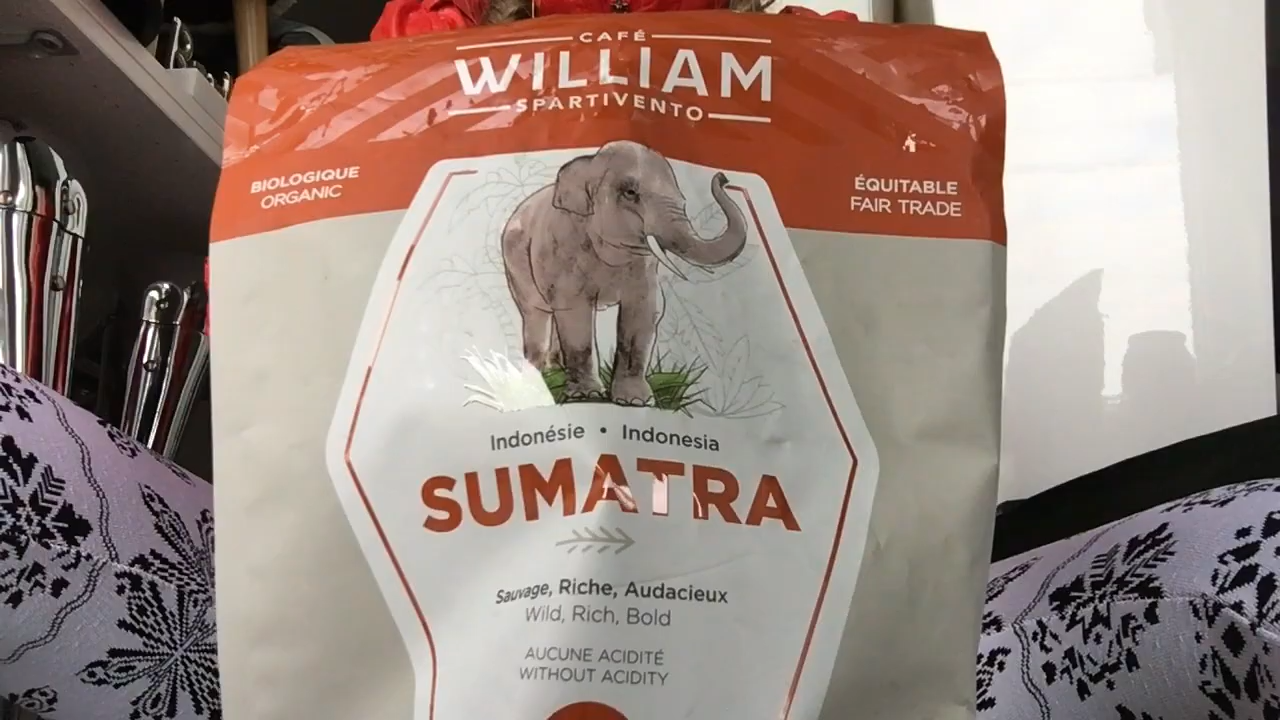 CAFÉ
WILLIAM
SPARTIVENTO
BIOLOGIQUE
ORGANIC
ÉQUITABLE
FAIR TRADE
Indonésie • Indonesia
SUMATRA
Sauvage, Riche, Audacieux
Wild, Rich, Bold
AUCUNE ACIDITÉ
WITHOUT ACIDITY